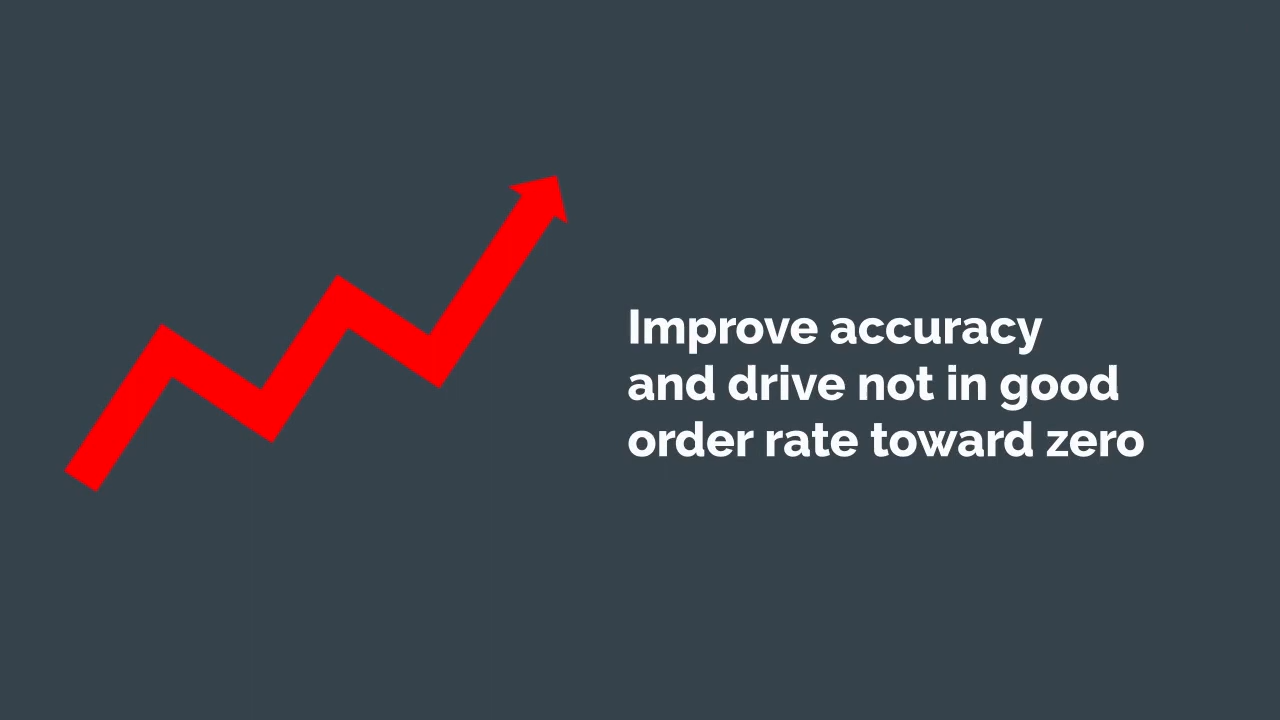 Improve accuracy
and drive not in good
order rate toward zero